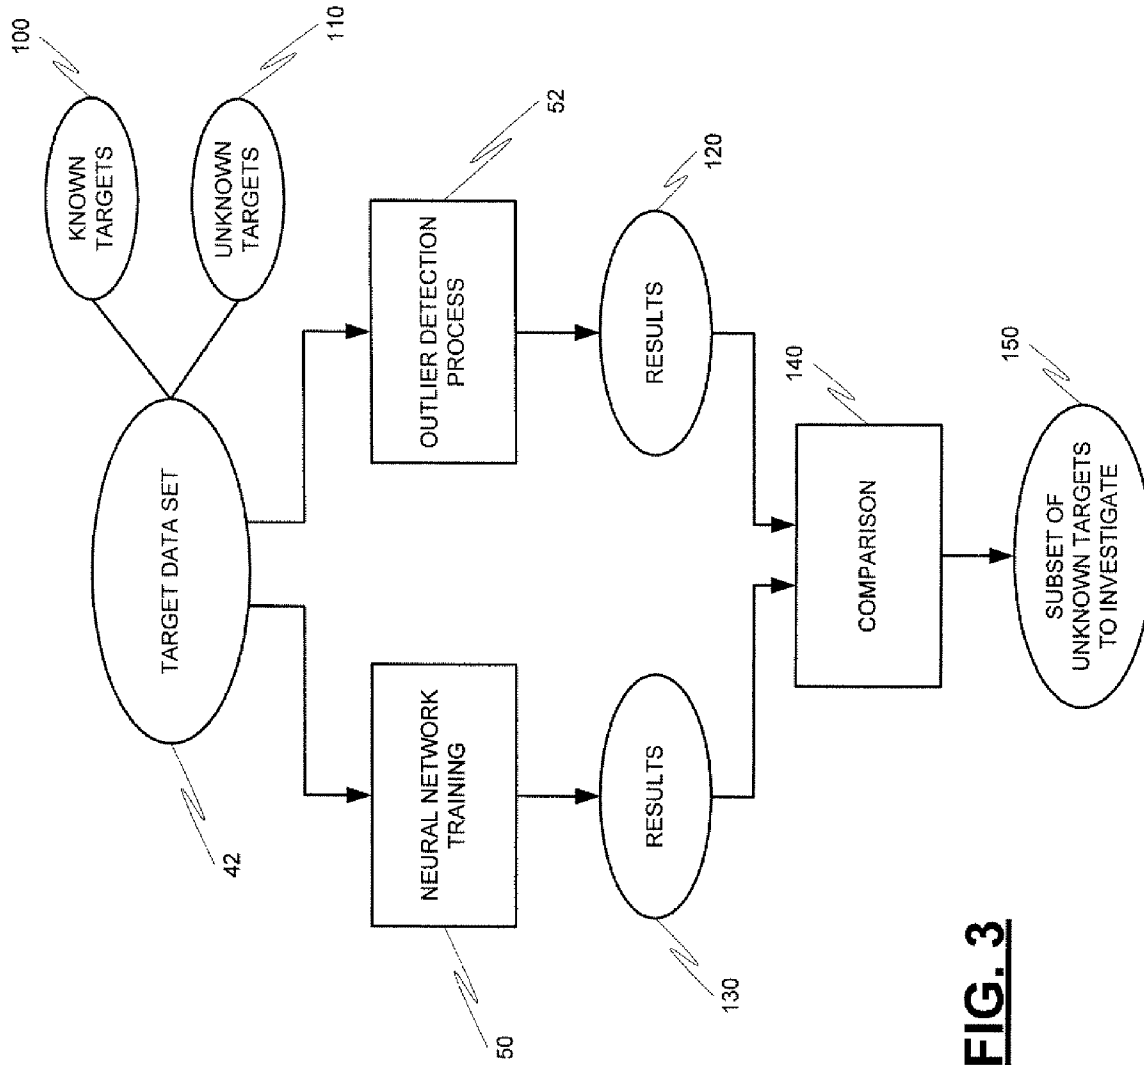 100
KNOWN
TARGETS
110
UNKNOWN
TARGETS
TARGET DATA SET
42
NEURAL NETWORK
TRAINING
50
OUTLIER DETECTION
PROCESS
52
RESULTS
130
RESULTS
120
COMPARISON
140
SUBSET OF
UNKNOWN TARGETS
TO INVESTIGATE
150
FIG. 3